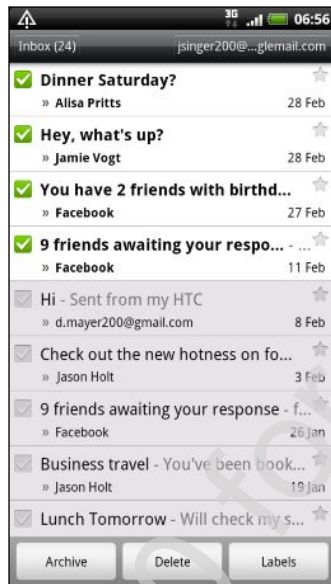 3G 06:56
Inbox (24) jsinger200@...glemail.com
Dinner Saturday?
» Alisa Pritts 28 Feb
Hey, what's up?
» Jamie Vogt 28 Feb
You have 2 friends with birthd...
» Facebook 27 Feb
9 friends awaiting your respo... - ...
» Facebook 11 Feb
Hi - Sent from my HTC
» d.mayer200@gmail.com 8 Feb
Check out the new hotness on fo...
» Jason Holt 3 Feb
9 friends awaiting your response - f...
» Facebook 26 Jan
Business travel - You've been book...
» Jason Holt 19 Jan
Lunch Tomorrow - Will check my s...
Archive Delete Labels